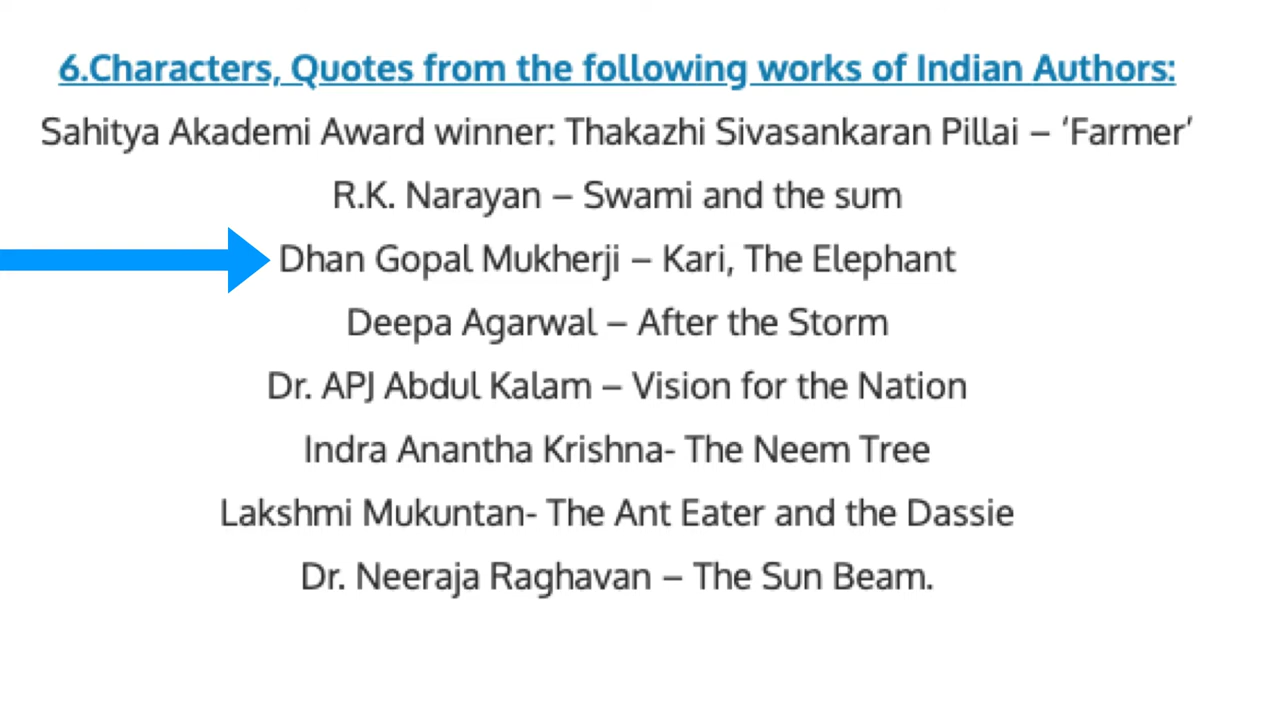 6.Characters, Quotes from the following works of Indian Authors:
Sahitya Akademi Award winner: Thakazhi Sivasankaran Pillai – ‘Farmer’
R.K. Narayan – Swami and the sum
Dhan Gopal Mukherji – Kari, The Elephant
Deepa Agarwal – After the Storm
Dr. APJ Abdul Kalam – Vision for the Nation
Indra Anantha Krishna- The Neem Tree
Lakshmi Mukuntan- The Ant Eater and the Dassie
Dr. Neeraja Raghavan – The Sun Beam.